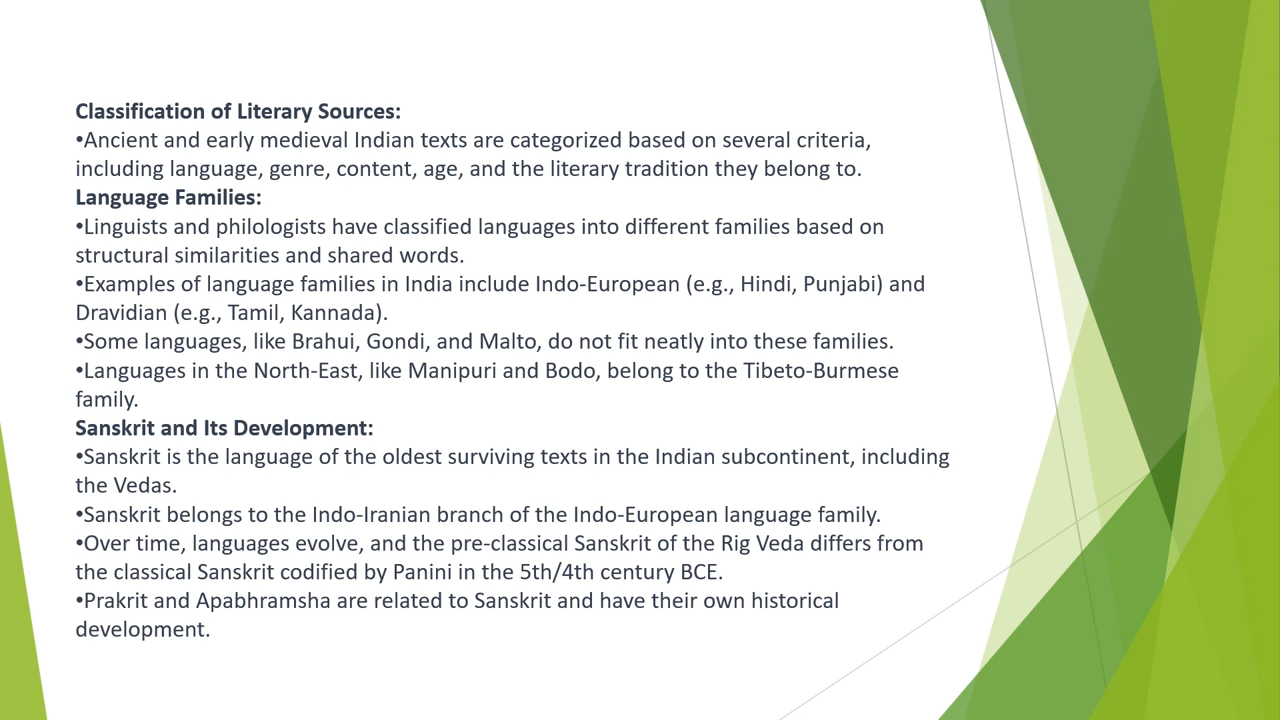 Classification of Literary Sources:
•Ancient and early medieval Indian texts are categorized based on several criteria,
including language, genre, content, age, and the literary tradition they belong to.
Language Families:
•Linguists and philologists have classified languages into different families based on
structural similarities and shared words.
•Examples of language families in India include Indo-European (e.g., Hindi, Punjabi) and
Dravidian (e.g., Tamil, Kannada).
•Some languages, like Brahui, Gondi, and Malto, do not fit neatly into these families.
•Languages in the North-East, like Manipuri and Bodo, belong to the Tibeto-Burmese
family.
Sanskrit and Its Development:
•Sanskrit is the language of the oldest surviving texts in the Indian subcontinent, including
the Vedas.
•Sanskrit belongs to the Indo-Iranian branch of the Indo-European language family.
•Over time, languages evolve, and the pre-classical Sanskrit of the Rig Veda differs from
the classical Sanskrit codified by Panini in the 5th/4th century BCE.
•Prakrit and Apabhramsha are related to Sanskrit and have their own historical
development.